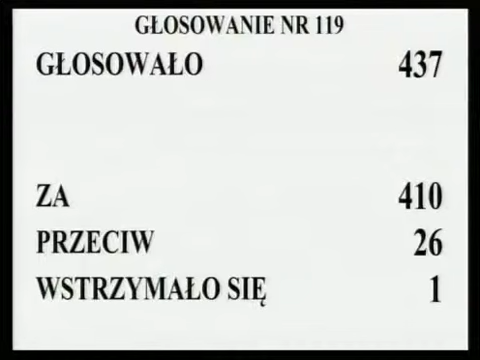 GŁOSOWANIE NR 119
GŁOSOWAŁO 437
ZA 410
PRZECIW 26
WSTRZYMAŁO SIĘ 1